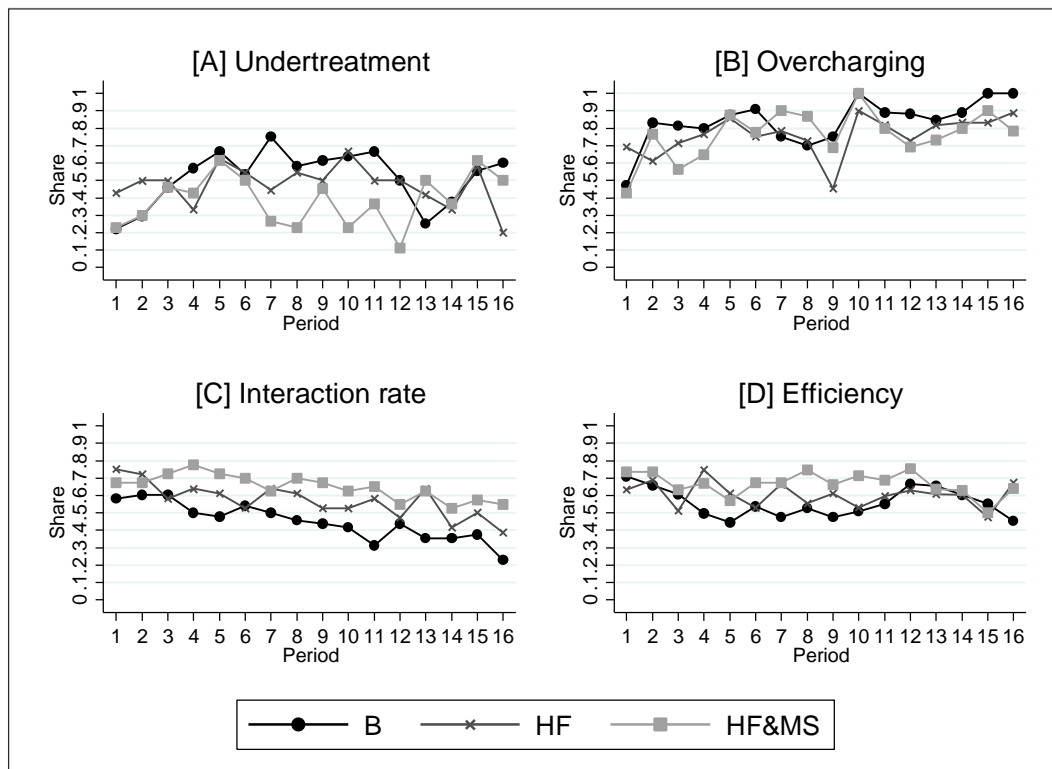 [A] Undertreatment
Share
0 .1 .2 .3 .4 .5 .6 .7 .8 .9 1
1 2 3 4 5 6 7 8 9 10 11 12 13 14 15 16
Period
[B] Overcharging
Share
0 .1 .2 .3 .4 .5 .6 .7 .8 .9 1
1 2 3 4 5 6 7 8 9 10 11 12 13 14 15 16
Period
[C] Interaction rate
Share
0 .1 .2 .3 .4 .5 .6 .7 .8 .9 1
1 2 3 4 5 6 7 8 9 10 11 12 13 14 15 16
Period
[D] Efficiency
Share
0 .1 .2 .3 .4 .5 .6 .7 .8 .9 1
1 2 3 4 5 6 7 8 9 10 11 12 13 14 15 16
Period
B HF HF&MS